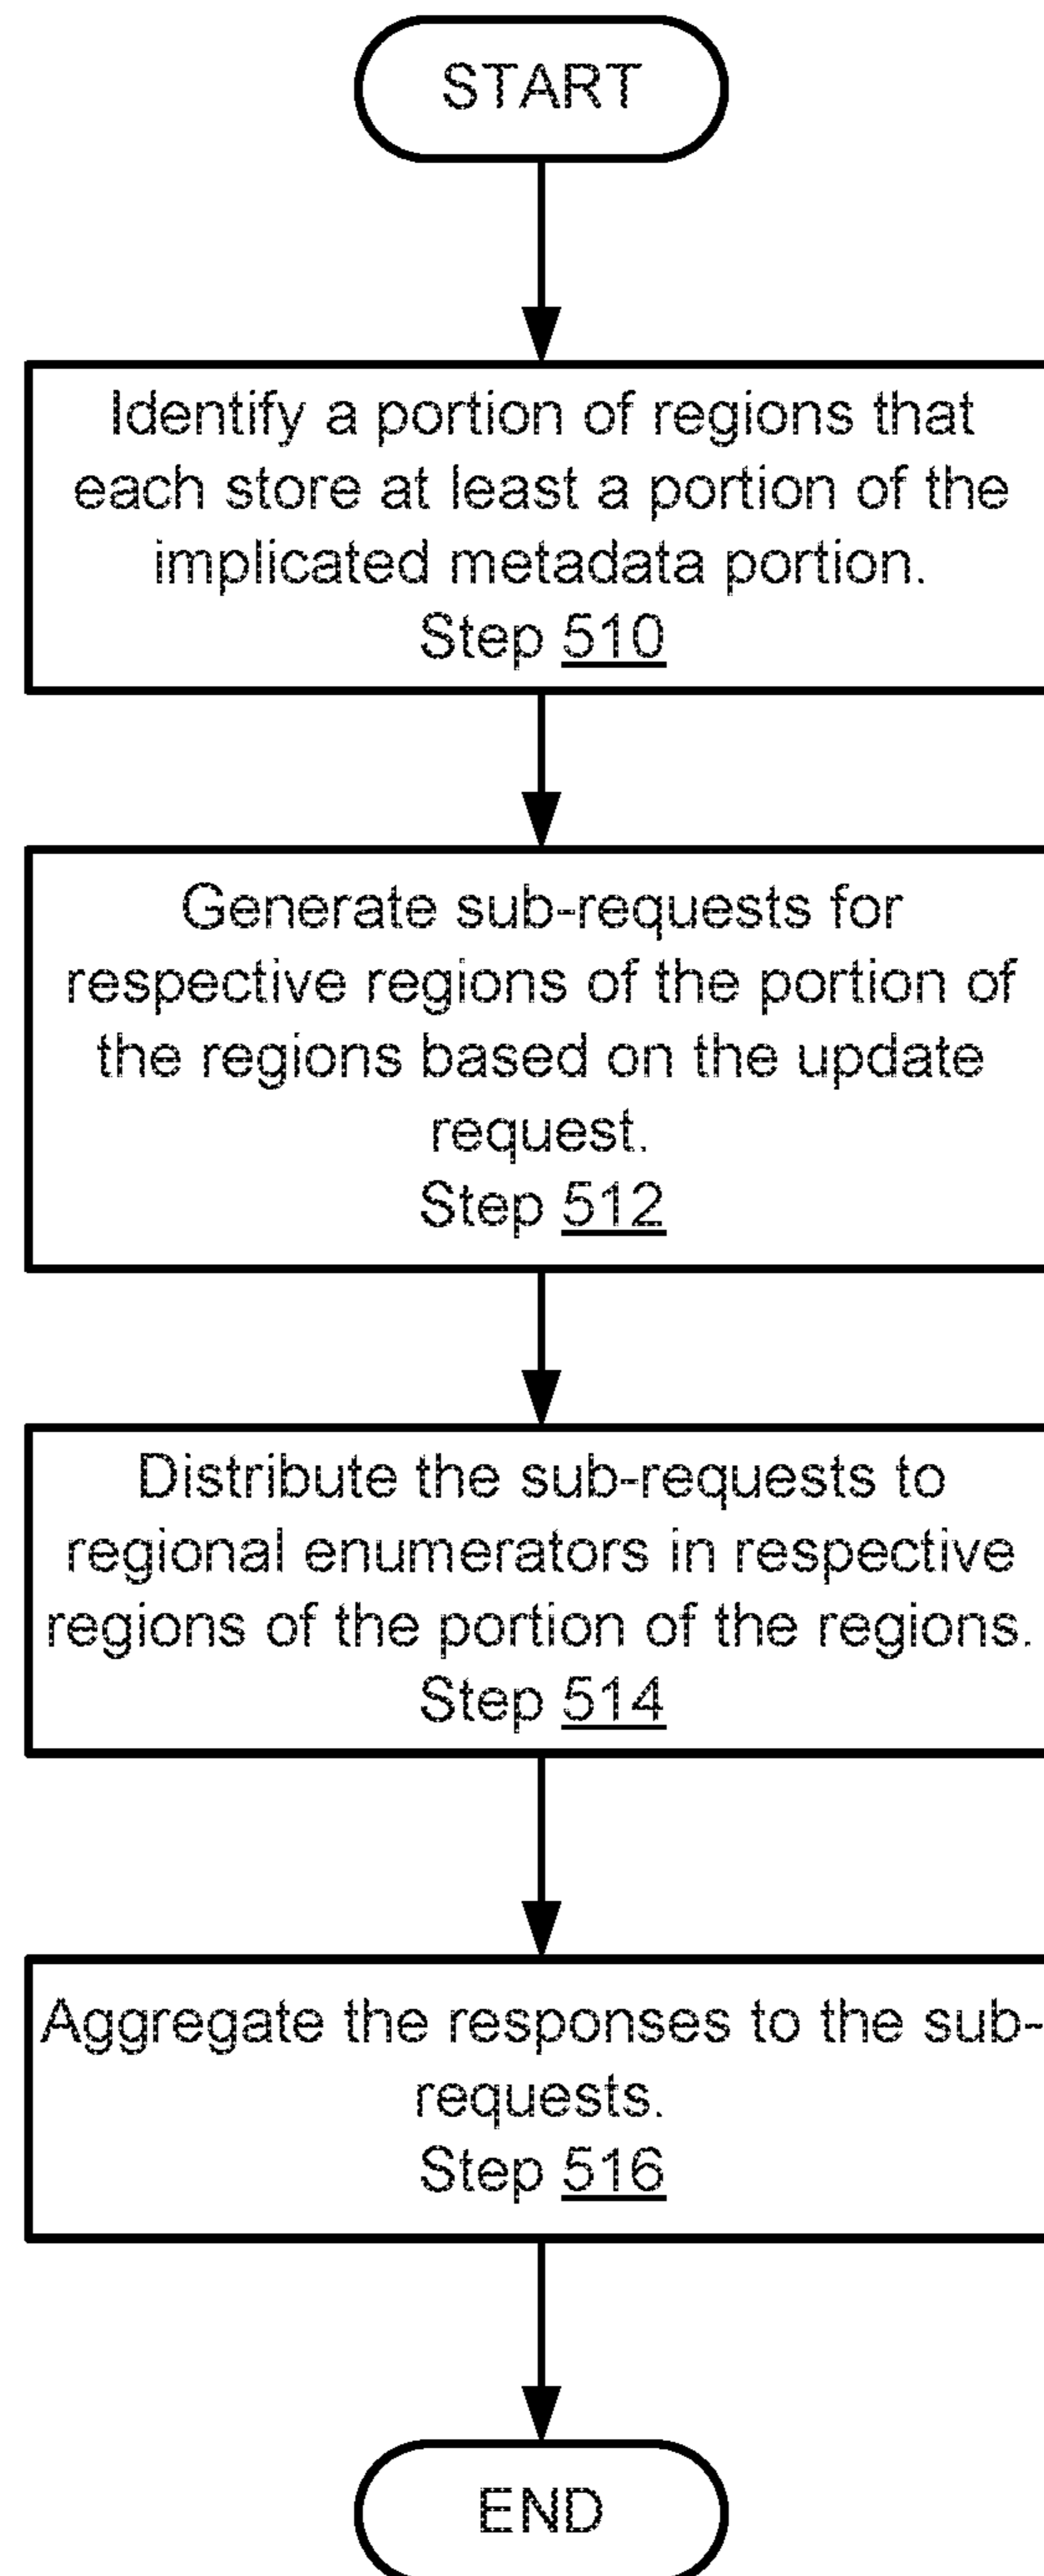 START
Identify a portion of regions that
each store at least a portion of the
implicated metadata portion.
Step 510
Generate sub-requests for
respective regions of the portion of
the regions based on the update
request.
Step 512
Distribute the sub-requests to
regional enumerators in respective
regions of the portion of the regions.
Step 514
Aggregate the responses to the sub-
requests.
Step 516
END